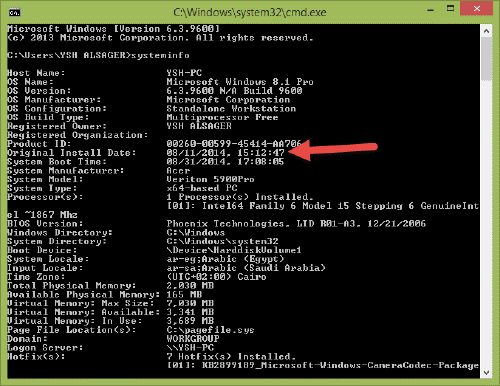 C:\Windows\system32\cmd.exe
Microsoft Windows [Version 6.3.9600]
(c) 2013 Microsoft Corporation. All rights reserved.
C:\Users\YSH ALSAGER>systeminfo
Host Name: YSH-PC
OS Name: Microsoft Windows 8.1 Pro
OS Version: 6.3.9600 N/A Build 9600
OS Manufacturer: Microsoft Corporation
OS Configuration: Standalone Workstation
OS Build Type: Multiprocessor Free
Registered Owner: YSH ALSAGER
Registered Organization:
Product ID: 00260-00599-45414-AA706
Original Install Date: 08/11/2014, 15:12:47
System Boot Time: 08/31/2014, 17:08:05
System Manufacturer: Acer
System Model: Veriton 5900Pro
System Type: x64-based PC
Processor(s): 1 Processor(s) Installed.
[01]: Intel64 Family 6 Model 15 Stepping 6 GenuineInt
el ~1867 Mhz
BIOS Version: Phoenix Technologies, LTD R01-A3, 12/21/2006
Windows Directory: C:\Windows
System Directory: C:\Windows\system32
Boot Device: \Device\HarddiskVolume1
System Locale: ar-eg;Arabic (Egypt)
Input Locale: ar-sa;Arabic (Saudi Arabia)
Time Zone: (UTC+02:00) Cairo
Total Physical Memory: 2,030 MB
Available Physical Memory: 165 MB
Virtual Memory: Max Size: 7,030 MB
Virtual Memory: Available: 3,341 MB
Virtual Memory: In Use: 3,689 MB
Page File Location(s): C:\pagefile.sys
Domain: WORKGROUP
Logon Server: \\YSH-PC
Hotfix(s): 7 Hotfix(s) Installed.
[01]: KB2899189_Microsoft-Windows-CameraCodec-Package